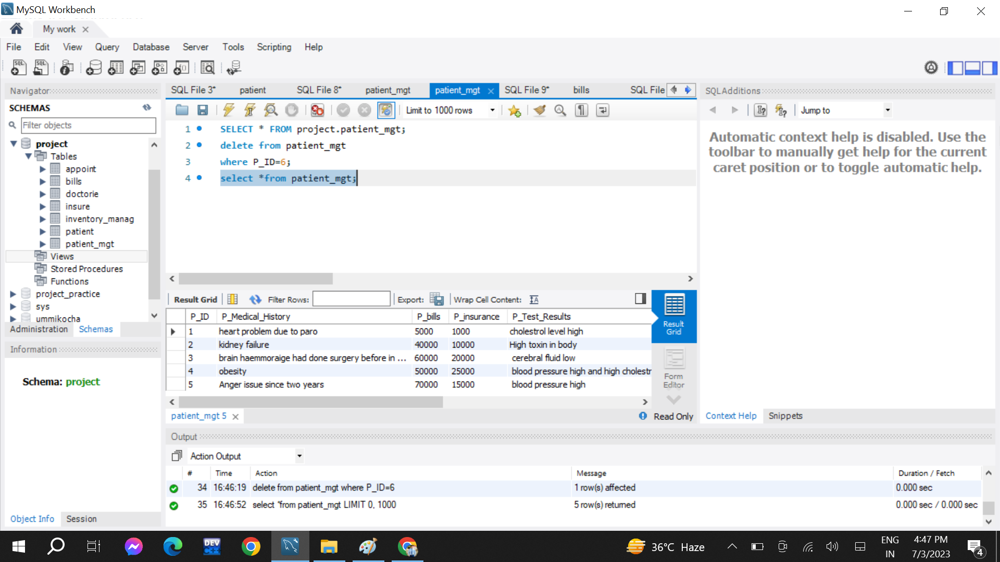 MySQL Workbench
My work
File Edit View Query Database Server Tools Scripting Help
Navigator
SCHEMAS
Filter objects
project
Tables
appoint
bills
doctorie
insure
inventory_manag
patient
patient_mgt
Views
Stored Procedures
Functions
project_practice
sys
ummikocha
Administration Schemas
Information
Schema: project
Object Info Session
SQL File 3* patient SQL File 8* patient_mgt patient_mgt SQL File 9* bills SQL File
Limit to 1000 rows
1 SELECT * FROM project.patient_mgt;
2 delete from patient_mgt
3 where P_ID=6;
4 select *from patient_mgt;
Result Grid Filter Rows: Export: Wrap Cell Content:
P_ID P_Medical_History P_bills P_insurance P_Test_Results
1 heart problem due to paro 5000 1000 cholestrol level high
2 kidney failure 40000 10000 High toxin in body
3 brain haemmoraige had done surgery before in ... 60000 20000 cerebral fluid low
4 obesity 50000 25000 blood pressure high and high cholestr
5 Anger issue since two years 70000 15000 blood pressure high
Result Grid
Form Editor
patient_mgt 5
Read Only
SQLAdditions
Jump to
Automatic context help is disabled. Use the
toolbar to manually get help for the current
caret position or to toggle automatic help.
Context Help Snippets
Output
Action Output
# Time Action Message Duration / Fetch
34 16:46:19 delete from patient_mgt where P_ID=6 1 row(s) affected 0.000 sec
35 16:46:52 select *from patient_mgt LIMIT 0, 1000 5 row(s) returned 0.000 sec / 0.000 sec
DEV C++
36°C Haze
ENG
IN
4:47 PM
7/3/2023
4